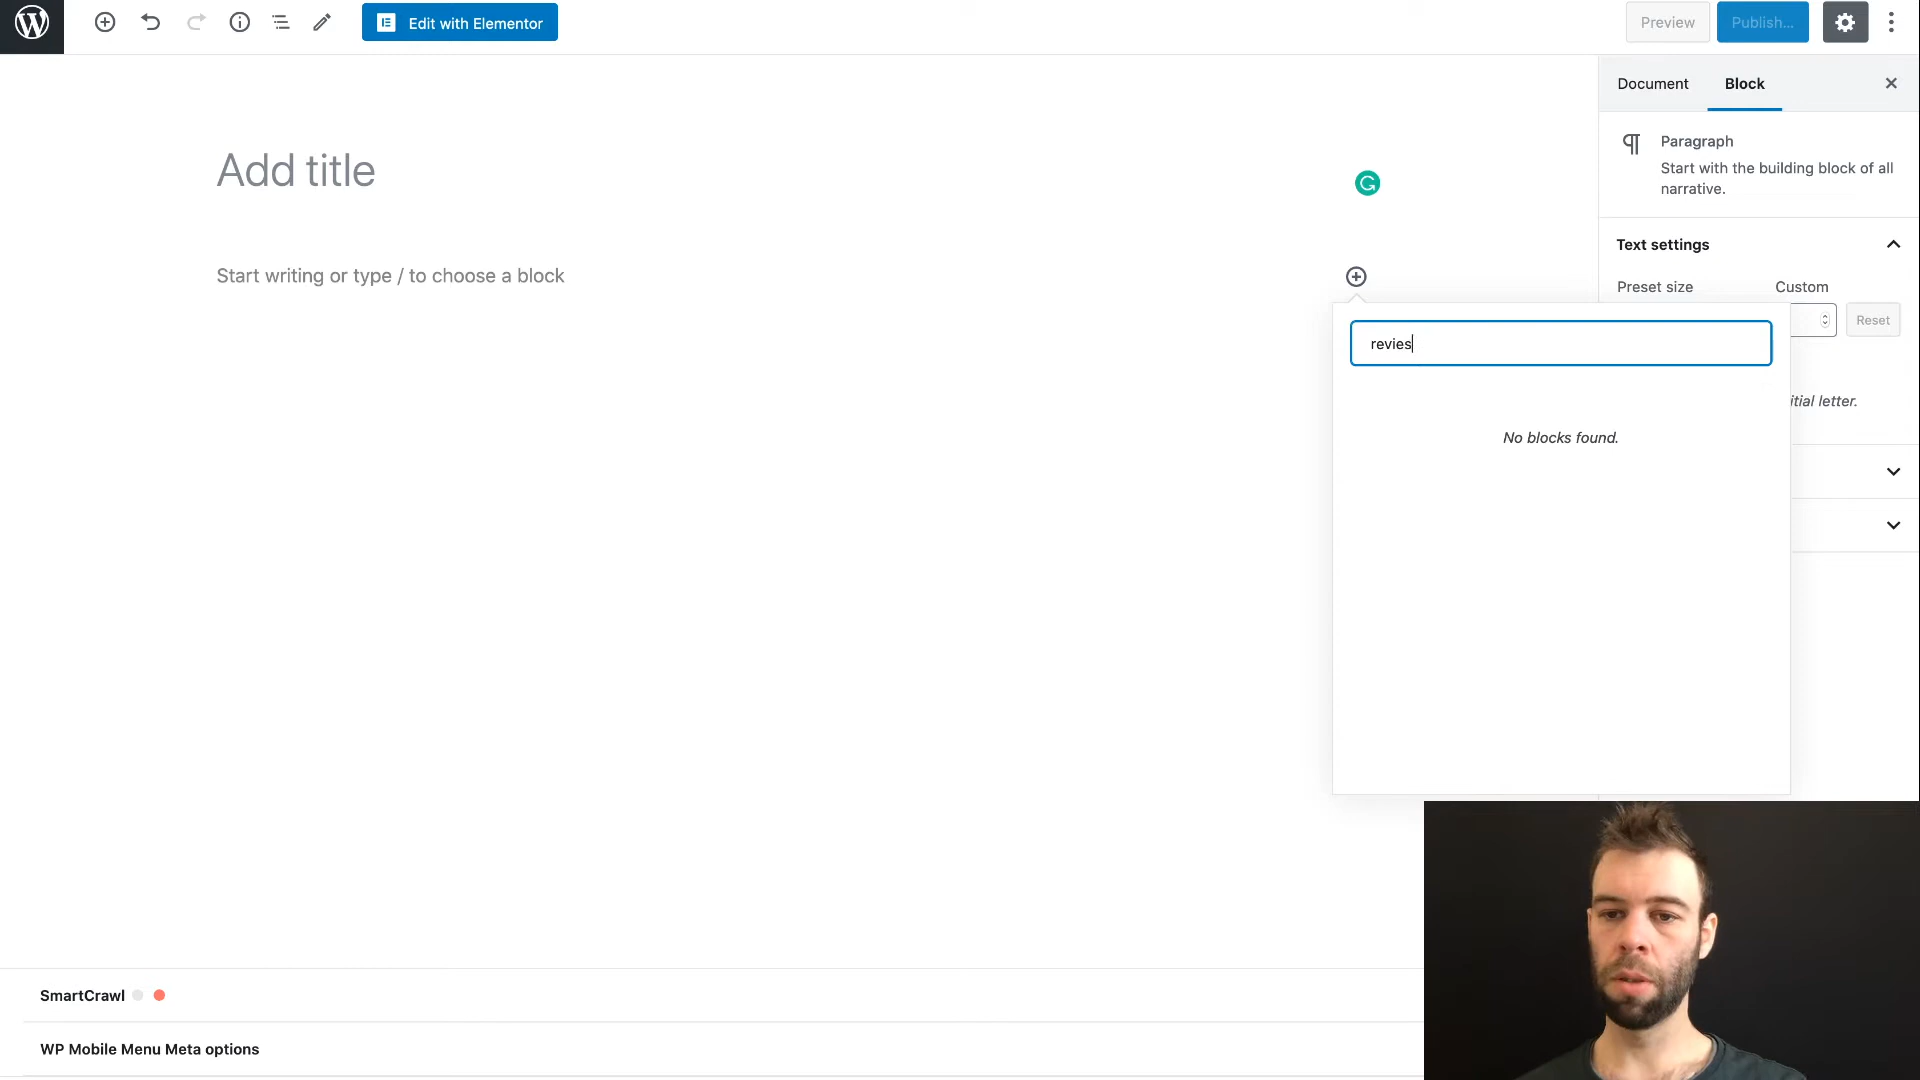 Edit with Elementor
Preview
Publish...
Document
Block
Add title
Paragraph
Start with the building block of all
narrative.
Text settings
Start writing or type / to choose a block
Preset size
Custom
Reset
revies
itial letter.
No blocks found.
SmartCrawl
WP Mobile Menu Meta options